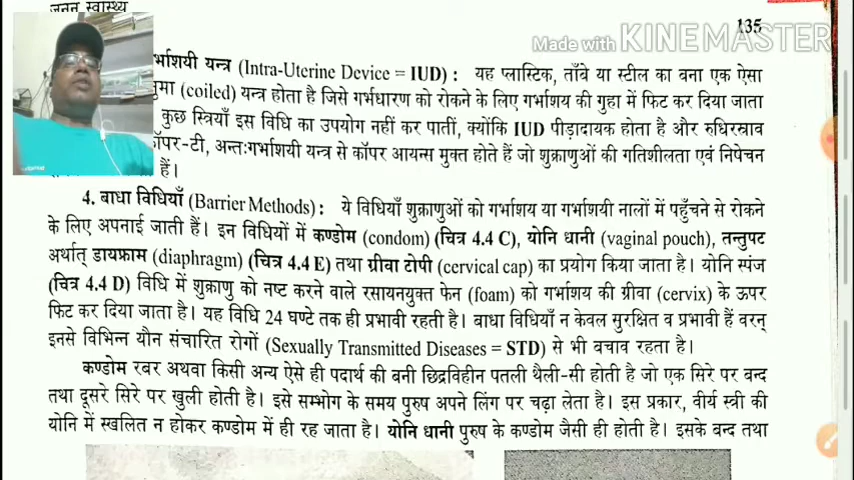 जनन स्वास्थ्य
135
Made with KINEMASTER
र्भाशयी यन्त्र (Intra-Uterine Device = IUD) : यह प्लास्टिक, ताँबे या स्टील का बना एक ऐसा
गुमा (coiled) यन्त्र होता है जिसे गर्भधारण को रोकने के लिए गर्भाशय की गुहा में फिट कर दिया जाता
कुछ स्त्रियाँ इस विधि का उपयोग नहीं कर पातीं, क्योंकि IUD पीड़ादायक होता है और रुधिरस्राव
कॉपर-टी, अन्तःगर्भाशयी यन्त्र से कॉपर आयन्स मुक्त होते हैं जो शुक्राणुओं की गतिशीलता एवं निषेचन
हैं।
4. बाधा विधियाँ (Barrier Methods) : ये विधियाँ शुक्राणुओं को गर्भाशय या गर्भाशयी नालों में पहुँचने से रोकने
के लिए अपनाई जाती हैं। इन विधियों में कण्डोम (condom) (चित्र 4.4 C), योनि धानी (vaginal pouch), तन्तुपट
अर्थात् डायफ्राम (diaphragm) (चित्र 4.4 E) तथा ग्रीवा टोपी (cervical cap) का प्रयोग किया जाता है। योनि स्पंज
(चित्र 4.4 D) विधि में शुक्राणु को नष्ट करने वाले रसायनयुक्त फेन (foam) को गर्भाशय की ग्रीवा (cervix) के ऊपर
फिट कर दिया जाता है। यह विधि 24 घण्टे तक ही प्रभावी रहती है। बाधा विधियाँ न केवल सुरक्षित व प्रभावी हैं वरन्
इनसे विभिन्न यौन संचारित रोगों (Sexually Transmitted Diseases = STD) से भी बचाव रहता है।
कण्डोम रबर अथवा किसी अन्य ऐसे ही पदार्थ की बनी छिद्रविहीन पतली थैली-सी होती है जो एक सिरे पर बन्द
तथा दूसरे सिरे पर खुली होती है। इसे सम्भोग के समय पुरुष अपने लिंग पर चढ़ा लेता है। इस प्रकार, वीर्य स्त्री की
योनि में स्खलित न होकर कण्डोम में ही रह जाता है। योनि धानी पुरुष के कण्डोम जैसी ही होती है। इसके बन्द तथा